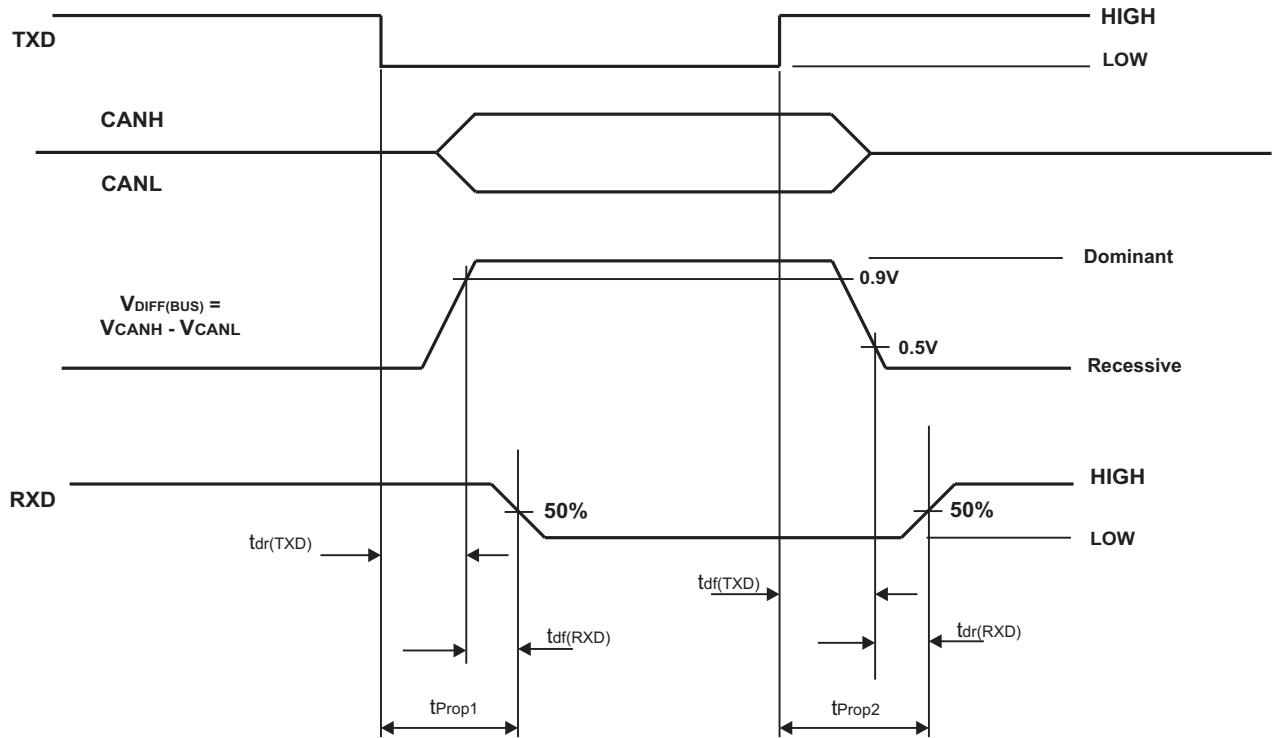 TXD
HIGH
LOW
CANH
CANL
Dominant
0.9V
VDIFF(BUS) =
VCANH - VCANL
0.5V
Recessive
RXD
HIGH
50%
50%
LOW
tdr(TXD)
tdf(TXD)
tdf(RXD)
tdr(RXD)
tProp1
tProp2